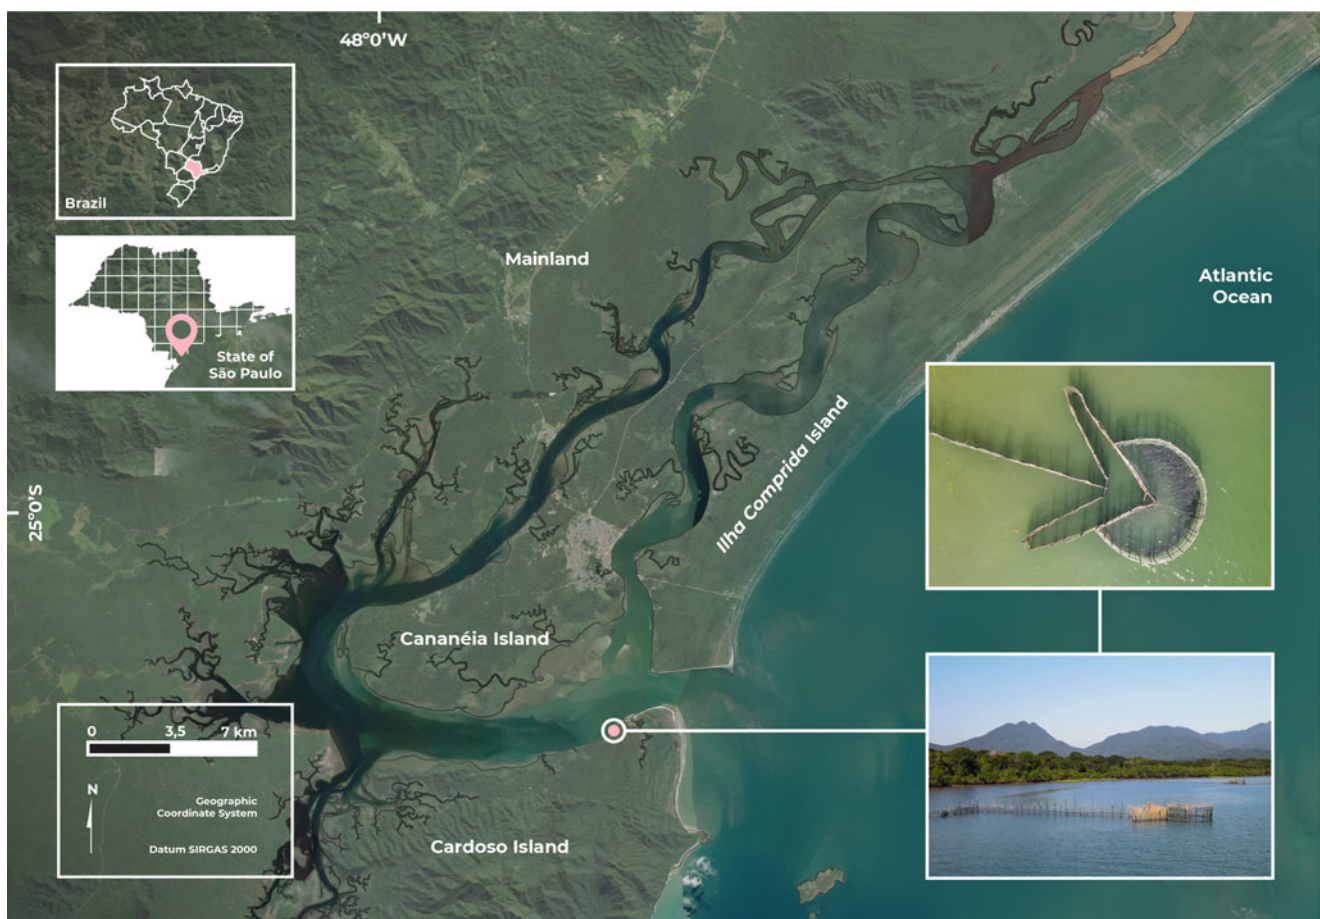 48°0'W
Brazil
State of
São Paulo
Mainland
Atlantic
Ocean
25°0'S
Ilha Comprida Island
Cananéia Island
0 3,5 7 km
N
Geographic
Coordinate System
Datum SIRGAS 2000
Cardoso Island